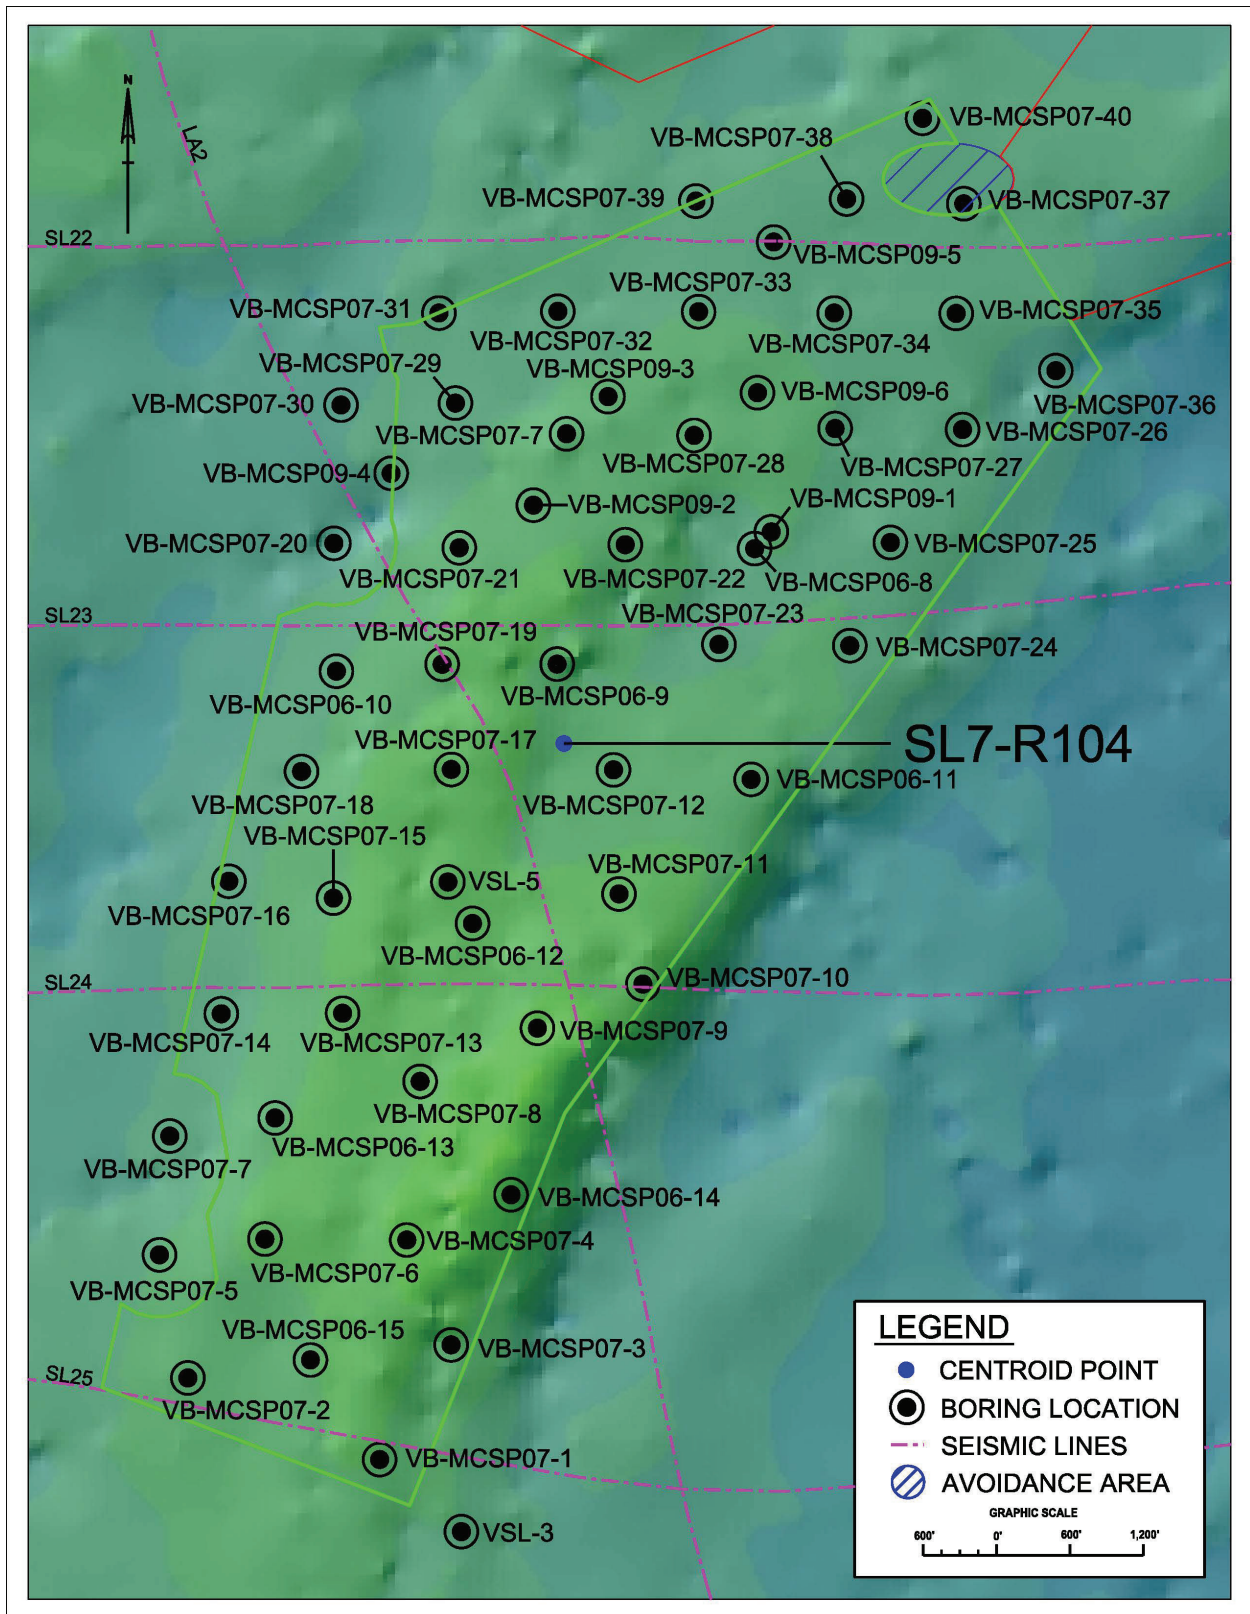 N
LA2
VB-MCSP07-40
VB-MCSP07-38
VB-MCSP07-39
VB-MCSP07-37
SL22
VB-MCSP09-5
VB-MCSP07-33
VB-MCSP07-31
VB-MCSP07-35
VB-MCSP07-32
VB-MCSP07-34
VB-MCSP07-29
VB-MCSP09-3
VB-MCSP09-6
VB-MCSP07-30
VB-MCSP07-36
VB-MCSP07-7
VB-MCSP07-26
VB-MCSP07-28
VB-MCSP07-27
VB-MCSP09-4
VB-MCSP09-1
VB-MCSP09-2
VB-MCSP07-20
VB-MCSP07-25
VB-MCSP07-21
VB-MCSP07-22
VB-MCSP06-8
SL23
VB-MCSP07-23
VB-MCSP07-19
VB-MCSP07-24
VB-MCSP06-10
VB-MCSP06-9
VB-MCSP07-17
SL7-R104
VB-MCSP06-11
VB-MCSP07-18
VB-MCSP07-12
VB-MCSP07-15
VB-MCSP07-11
VSL-5
VB-MCSP07-16
VB-MCSP06-12
VB-MCSP07-10
SL24
VB-MCSP07-9
VB-MCSP07-14
VB-MCSP07-13
VB-MCSP07-8
VB-MCSP06-13
VB-MCSP07-7
VB-MCSP06-14
VB-MCSP07-4
VB-MCSP07-6
VB-MCSP07-5
VB-MCSP06-15
VB-MCSP07-3
SL25
VB-MCSP07-2
VB-MCSP07-1
VSL-3
LEGEND
CENTROID POINT
BORING LOCATION
SEISMIC LINES
AVOIDANCE AREA
GRAPHIC SCALE
600' 0' 600' 1,200'